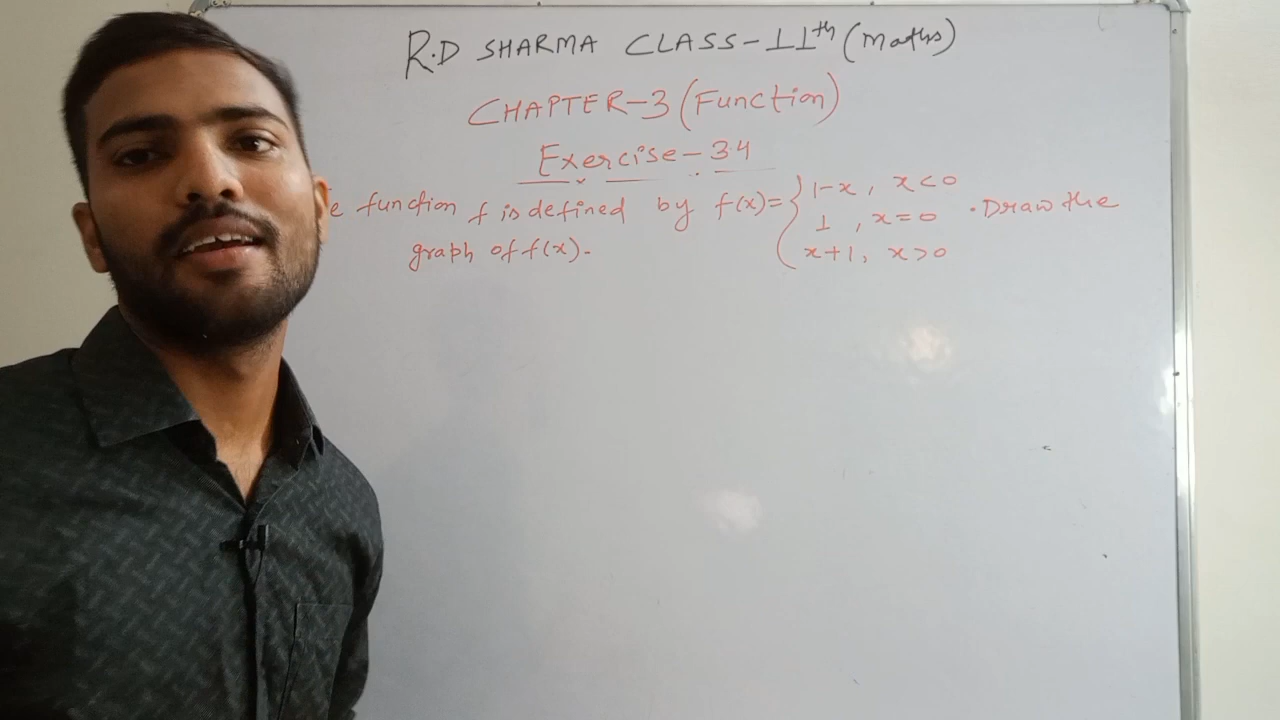 R.D SHARMA CLASS-11th (Maths)
CHAPTER-3 (Function)
Exercise-3.4
e function f is defined by f(x)= { 1-x, x<0 . Draw the
1, x=0
x+1, x>0
graph of f(x).